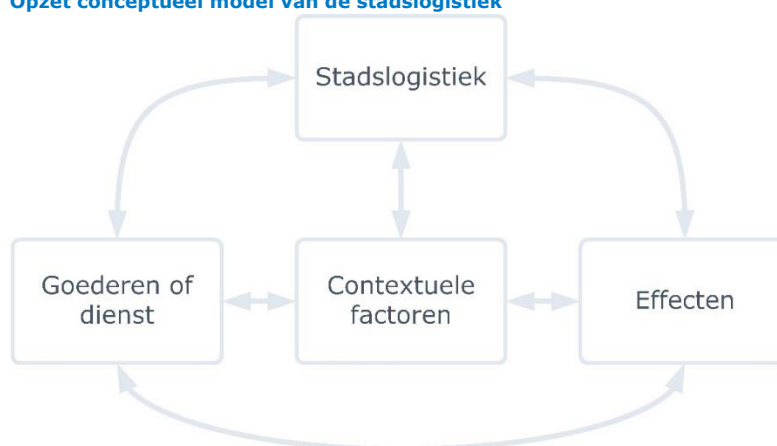 Opzet conceptueel model van de stadslogistiek
Stadslogistiek
Goederen of
dienst
Contextuele
factoren
Effecten